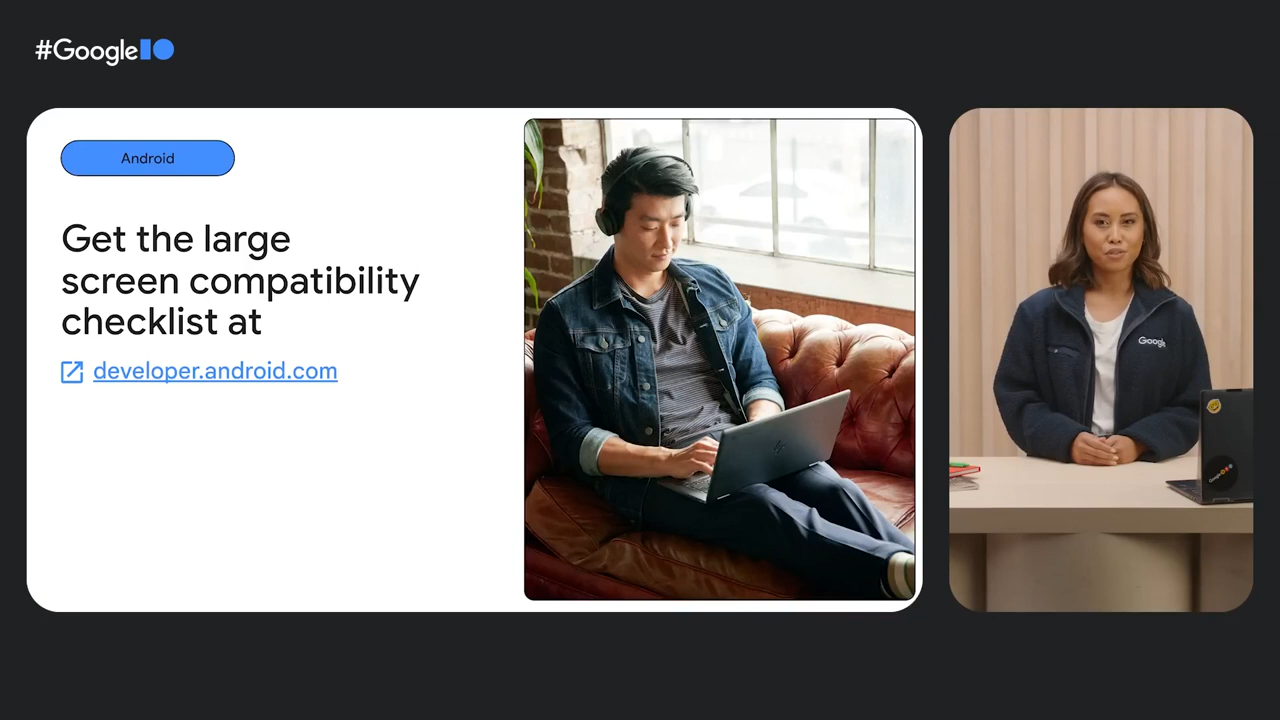 #GoogleIO
Android
Get the large
screen compatibility
checklist at
developer.android.com
Google